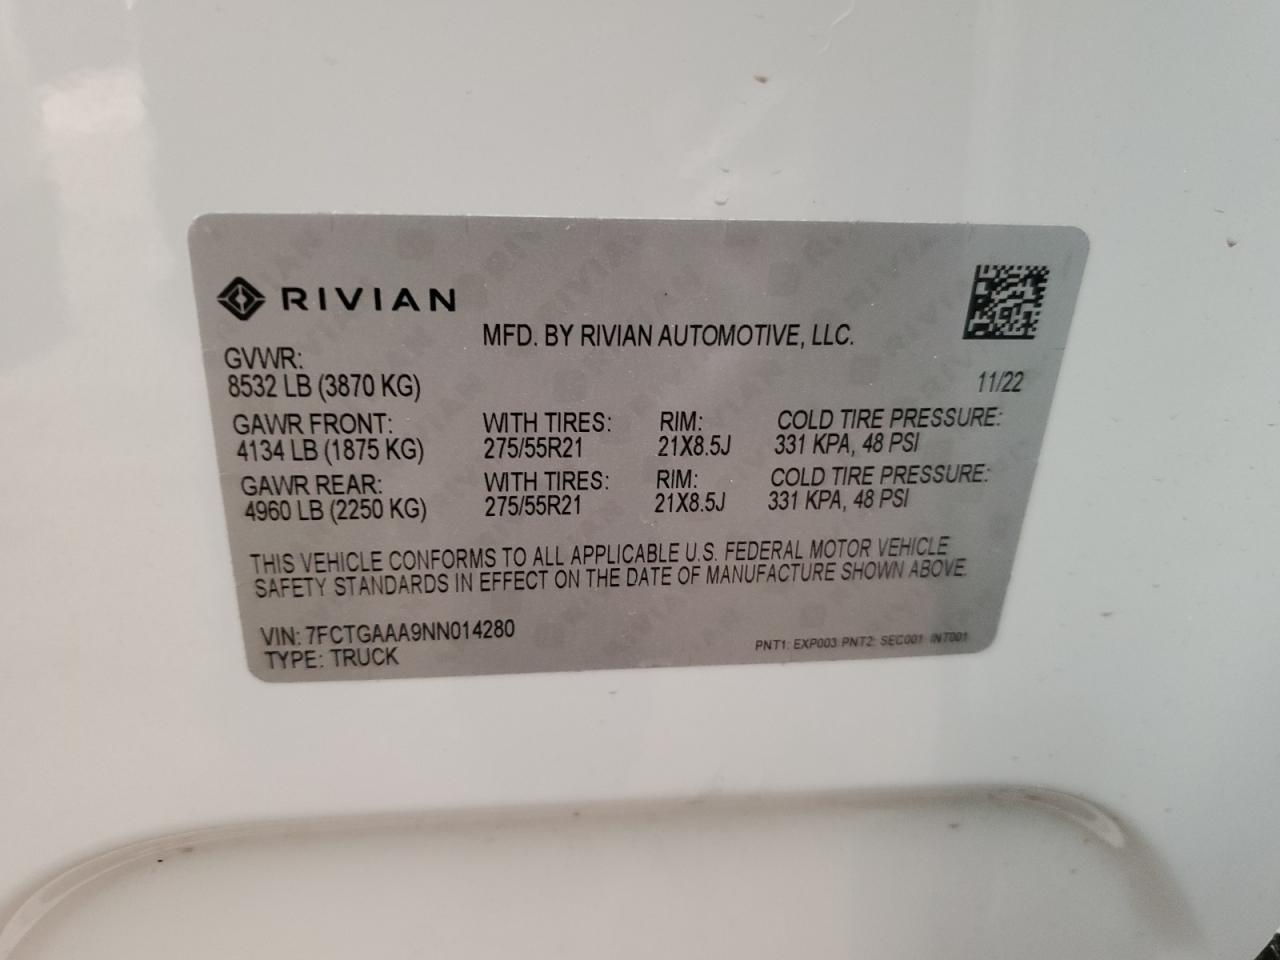 RIVIAN
MFD. BY RIVIAN AUTOMOTIVE, LLC.
GVWR:
8532 LB (3870 KG)
11/22
GAWR FRONT: WITH TIRES: RIM: COLD TIRE PRESSURE:
4134 LB (1875 KG) 275/55R21 21X8.5J 331 KPA, 48 PSI
GAWR REAR: WITH TIRES: RIM: COLD TIRE PRESSURE:
4960 LB (2250 KG) 275/55R21 21X8.5J 331 KPA, 48 PSI
THIS VEHICLE CONFORMS TO ALL APPLICABLE U.S. FEDERAL MOTOR VEHICLE
SAFETY STANDARDS IN EFFECT ON THE DATE OF MANUFACTURE SHOWN ABOVE.
VIN: 7FCTGAAA9NN014280
TYPE: TRUCK
PNT1: EXP003 PNT2: SEC001 INT001